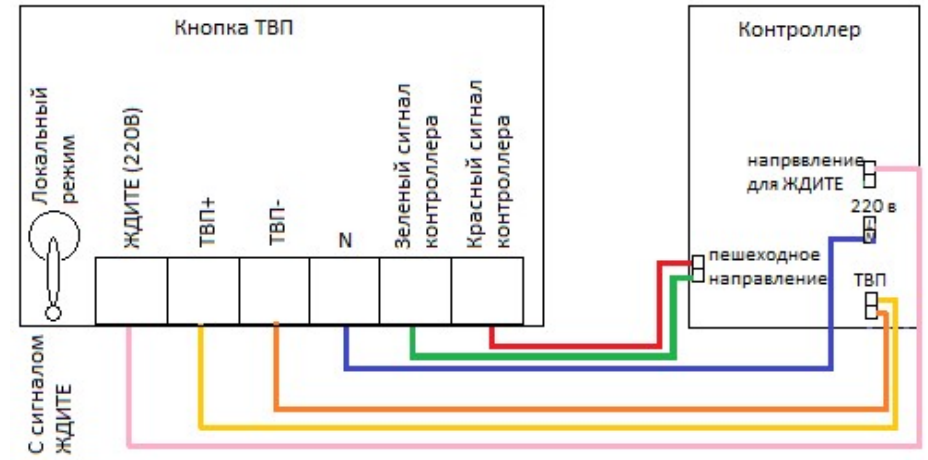 Кнопка ТВП
Локальный
режим
ЖДИТЕ (220В)
ТВП+
ТВП-
N
Зеленый сигнал
контроллера
Красный сигнал
контроллера
С сигналом
ЖДИТЕ
Контроллер
напрввление
для ЖДИТЕ
220 в
N
пешеходное
направление
ТВП